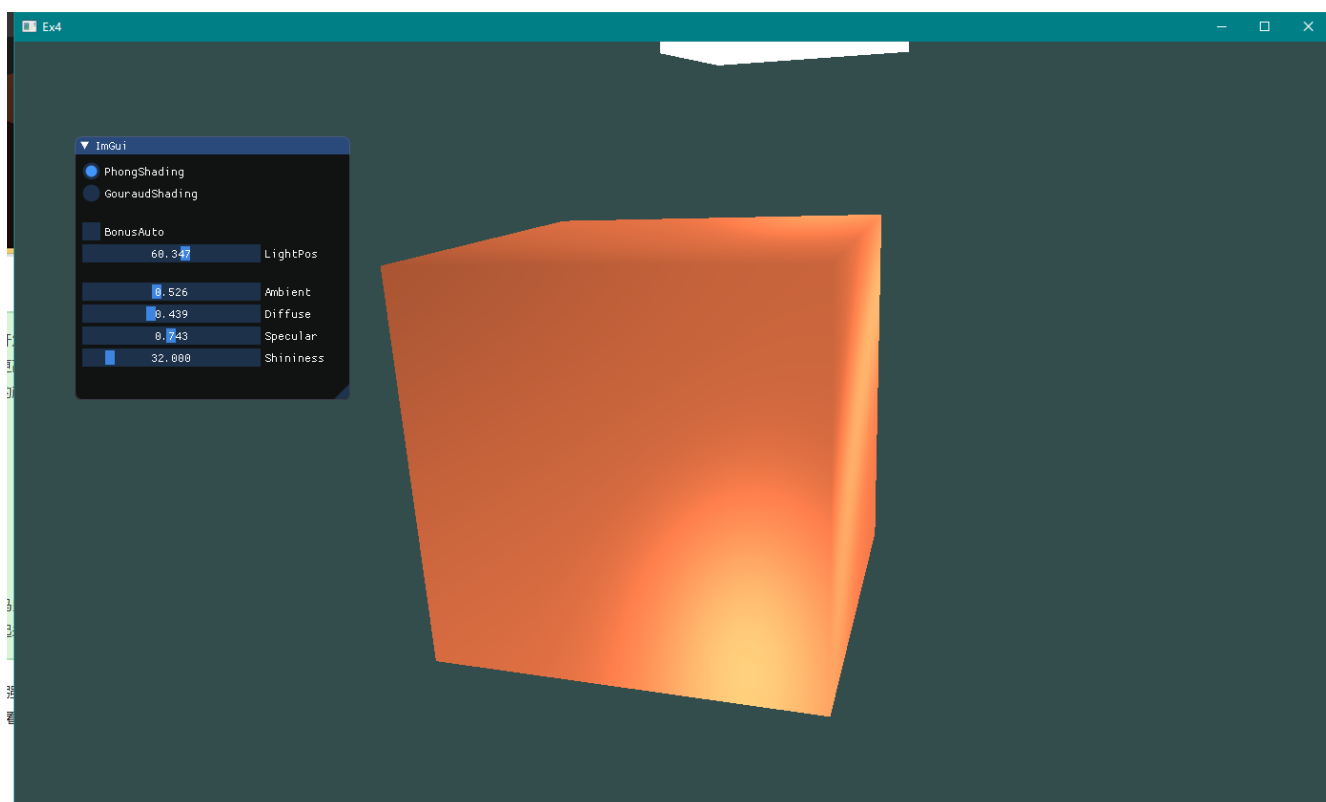 Ex4
ImGui
PhongShading
GouraudShading
BonusAuto
60.347 LightPos
0.526 Ambient
0.439 Diffuse
0.743 Specular
32.000 Shininess